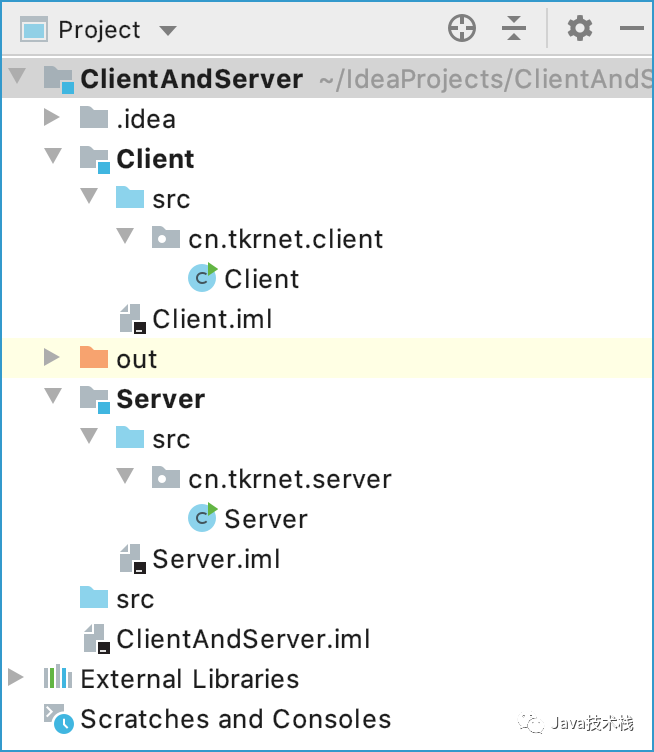 Project
ClientAndServer ~/IdeaProjects/ClientAndS
.idea
Client
src
cn.tkrnet.client
C Client
Client.iml
out
Server
src
cn.tkrnet.server
C Server
Server.iml
src
ClientAndServer.iml
External Libraries
Scratches and Consoles
Java技术栈